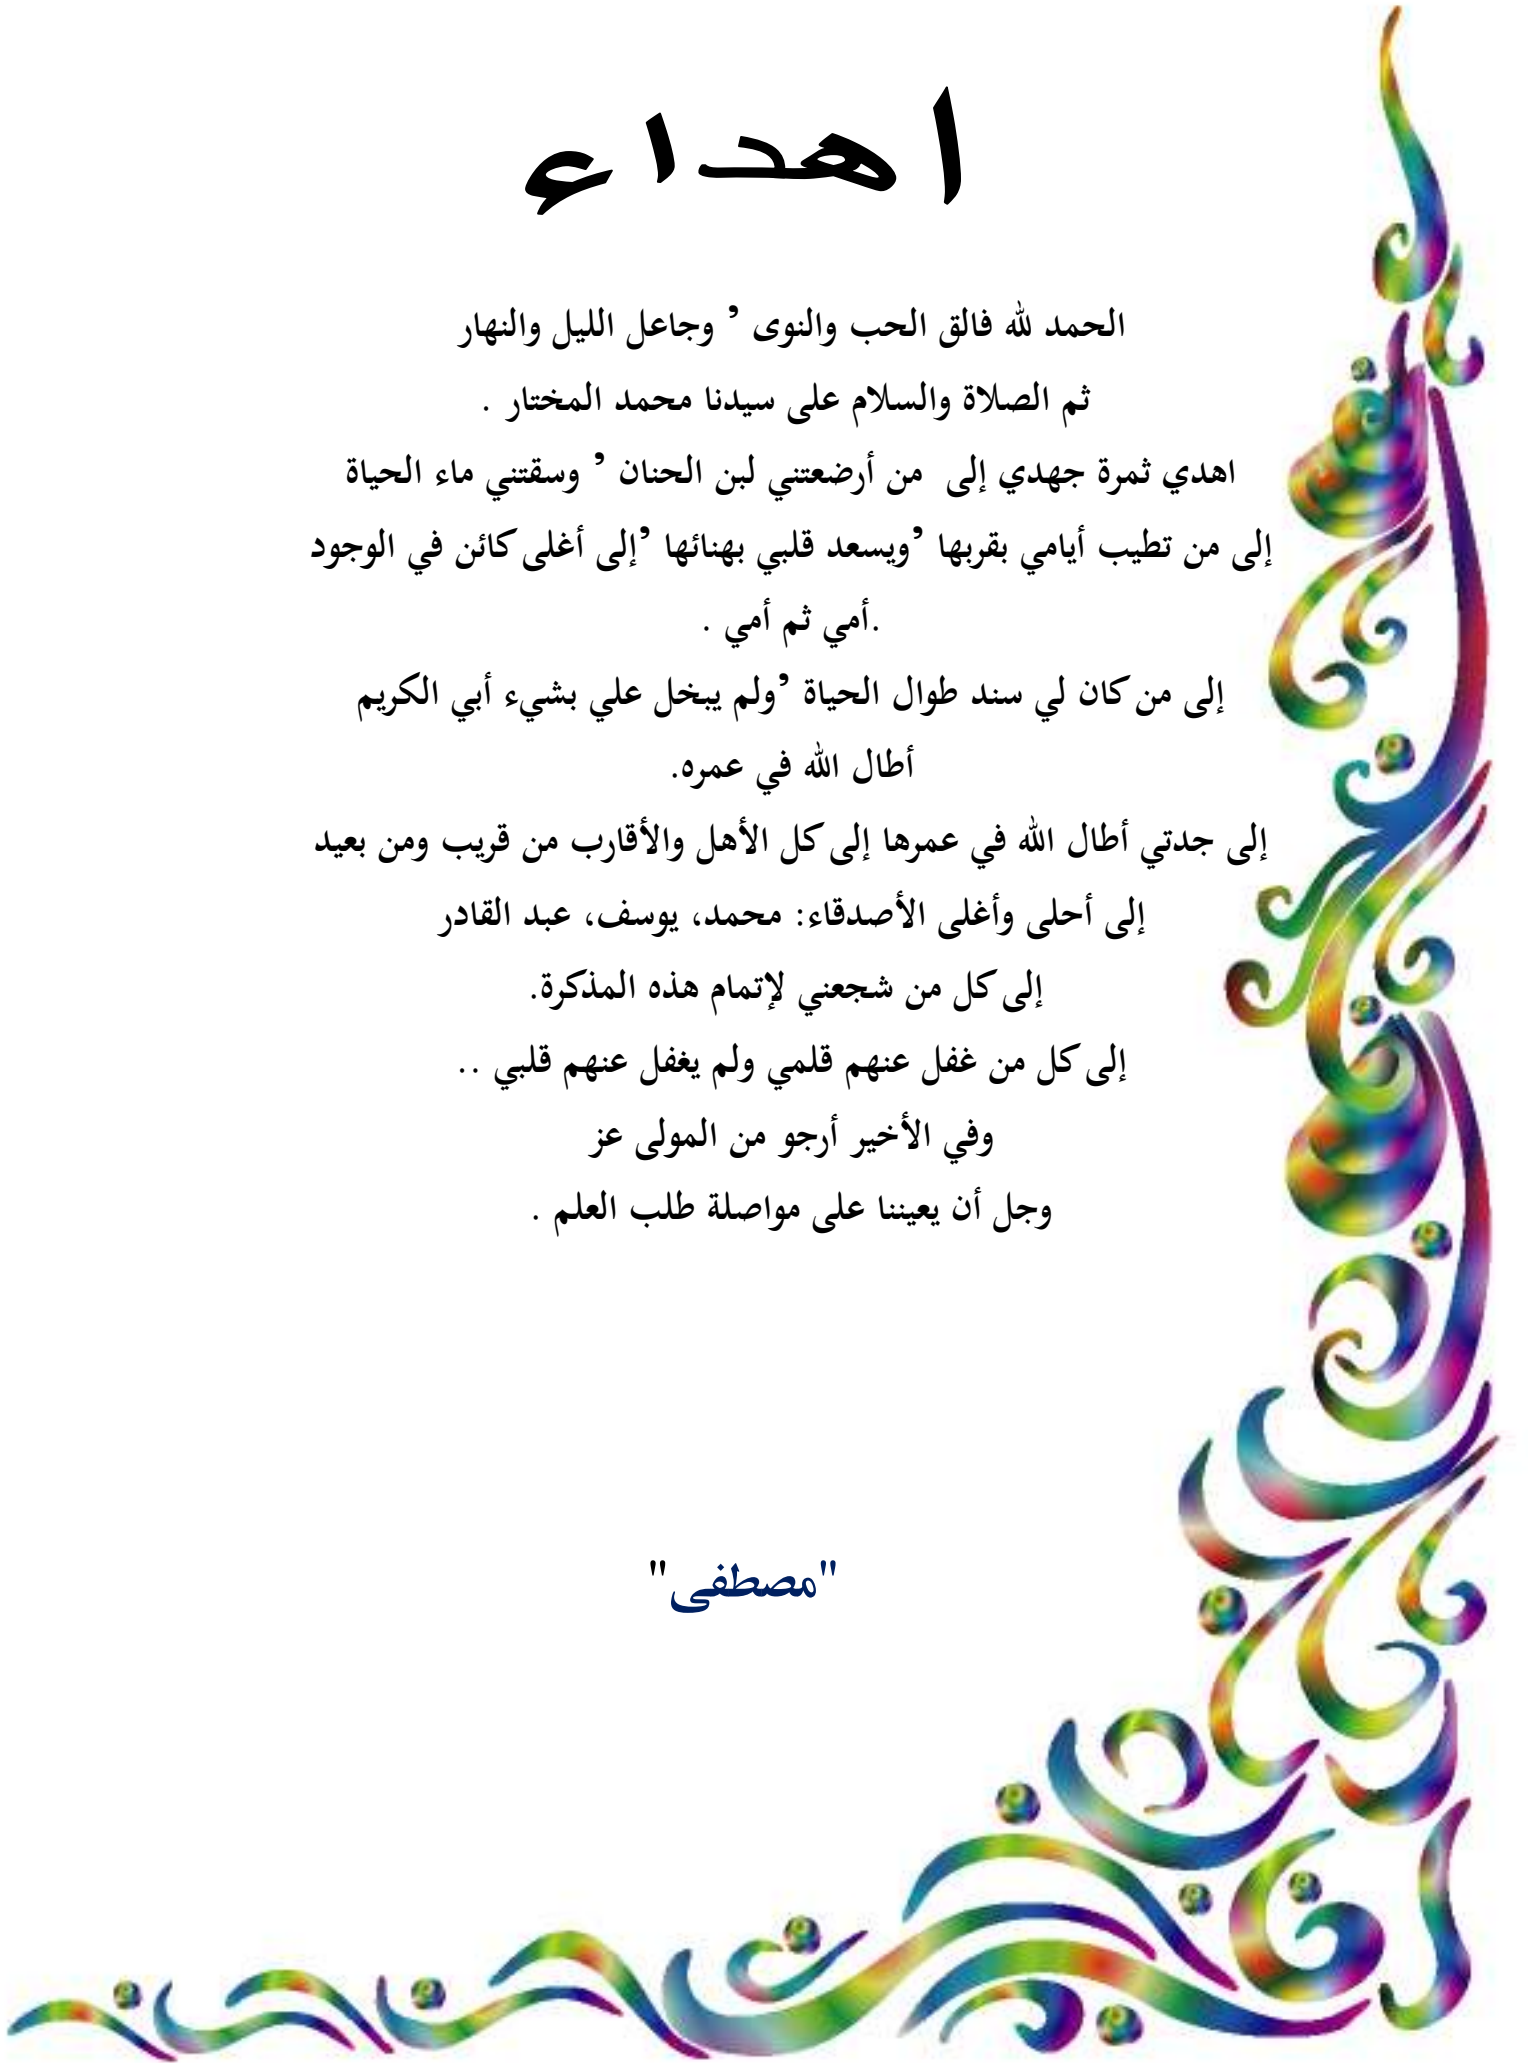 اهداء
الحمد لله فالق الحب والنوى ’ وجاعل الليل والنهار
ثم الصلاة والسلام على سيدنا محمد المختار .
اهدي ثمرة جهدي إلى من أرضعتني لبن الحنان ’ وسقتني ماء الحياة
إلى من تطيب أيامي بقربها ’ويسعد قلبي بهنائها ’إلى أغلى كائن في الوجود
.أمي ثم أمي .
إلى من كان لي سند طوال الحياة ’ولم يبخل علي بشيء أبي الكريم
أطال الله في عمره.
إلى جدتي أطال الله في عمرها إلى كل الأهل والأقارب من قريب ومن بعيد
إلى أحلى وأغلى الأصدقاء: محمد، يوسف، عبد القادر
إلى كل من شجعني لإتمام هذه المذكرة.
إلى كل من غفل عنهم قلمي ولم يغفل عنهم قلبي ..
وفي الأخير أرجو من المولى عز
وجل أن يعيننا على مواصلة طلب العلم .
"مصطفى"